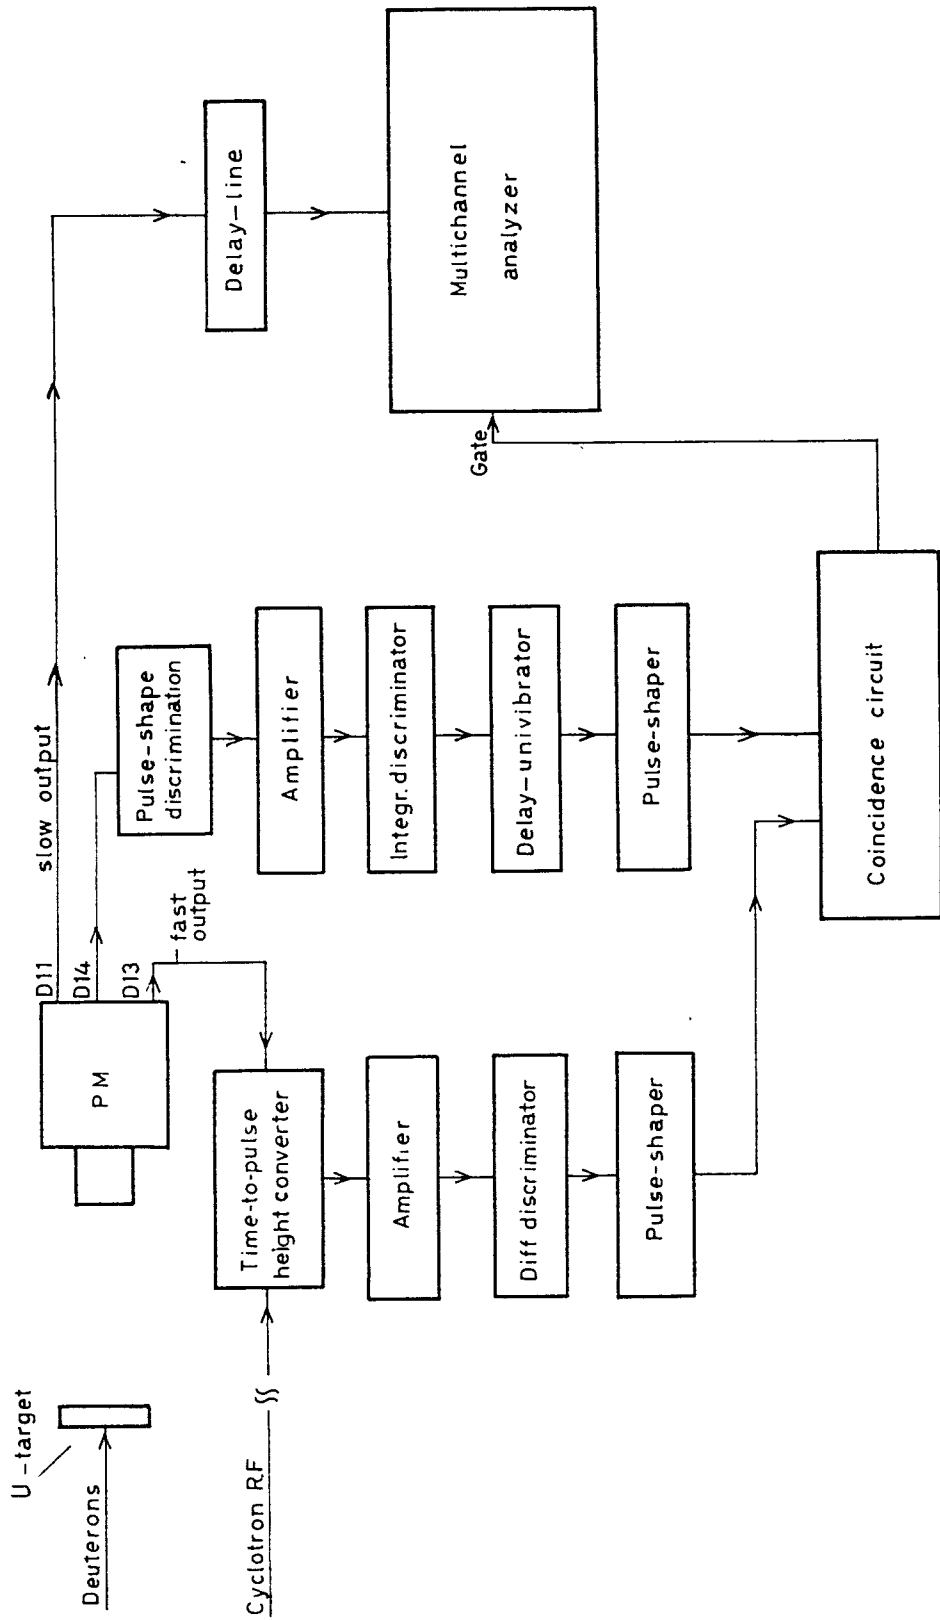 U-target
Deuterons
Cyclotron RF
PM
D11
D14
D13
slow output
fast
output
Time-to-pulse
height converter
Amplifier
Diff discriminator
Pulse-shaper
Pulse-shape
discrimination
Amplifier
Integr. discriminator
Delay-univibrator
Pulse-shaper
Coincidence circuit
Gate
Delay-line
Multichannel
analyzer